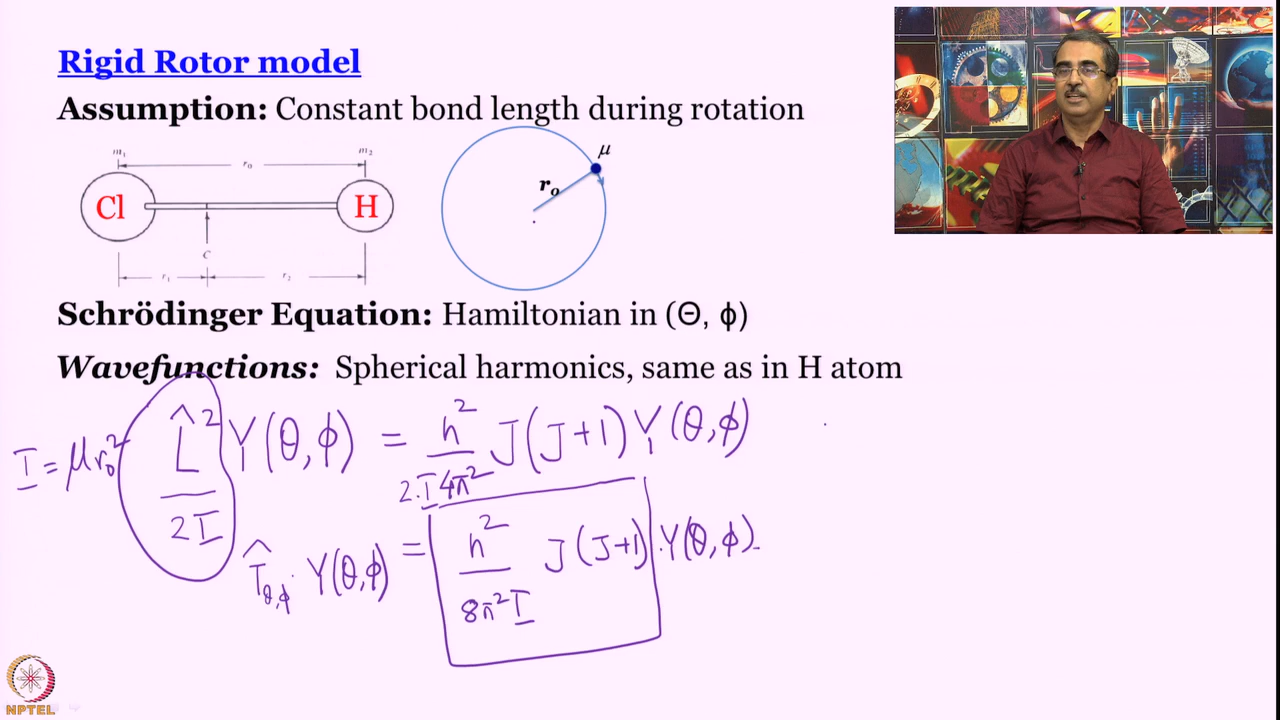 Rigid Rotor model
Assumption: Constant bond length during rotation
m₁ m₂
r₀
μ
r₀
Cl H
C
r₁ r₂
Schrödinger Equation: Hamiltonian in (Θ, ϕ)
Wavefunctions: Spherical harmonics, same as in H atom
I = μr₀² L̂²/2I Y(θ,ϕ) = h²/2.I4π² J(J+1) Y(θ,ϕ)
T̂θ,ϕ . Y(θ,ϕ) = h²/8π²I J(J+1) . Y(θ,ϕ).
NPTEL